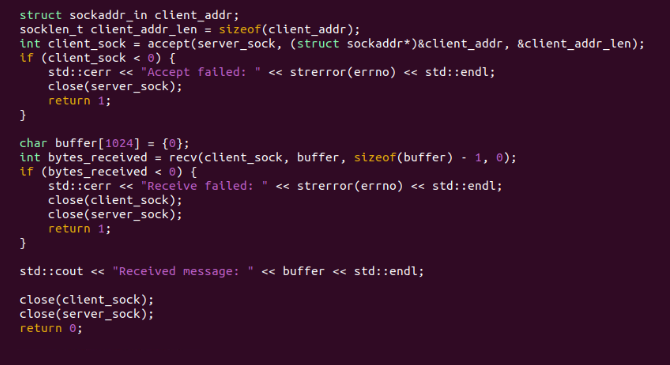 struct sockaddr_in client_addr;
socklen_t client_addr_len = sizeof(client_addr);
int client_sock = accept(server_sock, (struct sockaddr*)&client_addr, &client_addr_len);
if (client_sock < 0) {
    std::cerr << "Accept failed: " << strerror(errno) << std::endl;
    close(server_sock);
    return 1;
}

char buffer[1024] = {0};
int bytes_received = recv(client_sock, buffer, sizeof(buffer) - 1, 0);
if (bytes_received < 0) {
    std::cerr << "Receive failed: " << strerror(errno) << std::endl;
    close(client_sock);
    close(server_sock);
    return 1;
}

std::cout << "Received message: " << buffer << std::endl;

close(client_sock);
close(server_sock);
return 0;